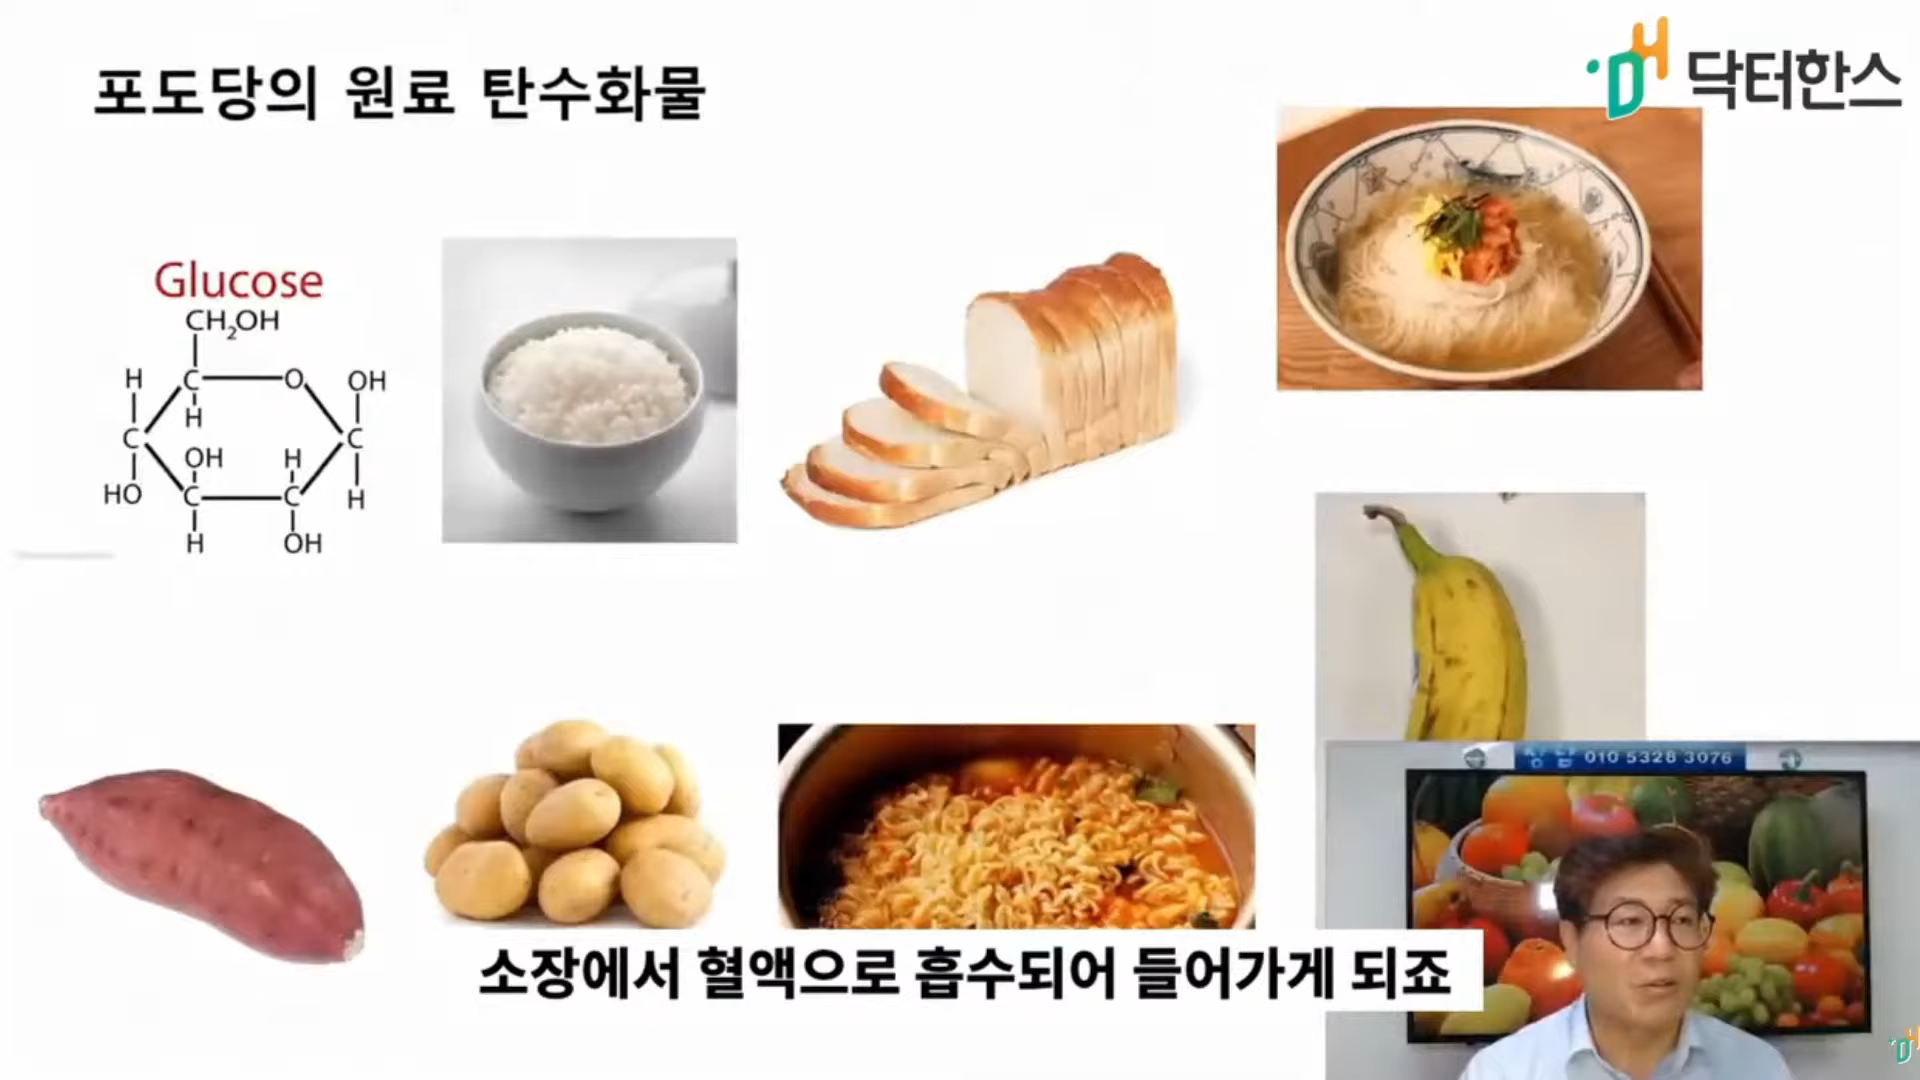 닥터한스
포도당의 원료 탄수화물
Glucose
CH₂OH
H C O OH
H
C C
OH H
HO C C H
H OH
상담 010 5328 3076
소장에서 혈액으로 흡수되어 들어가게 되죠